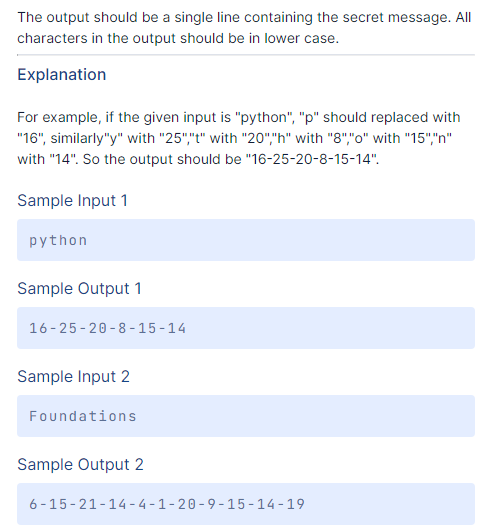 The output should be a single line containing the secret message. All
characters in the output should be in lower case.
Explanation
For example, if the given input is "python", "p" should replaced with
"16", similarly"y" with "25","t" with "20","h" with "8","o" with "15","n"
with "14". So the output should be "16-25-20-8-15-14".
Sample Input 1
python
Sample Output 1
16-25-20-8-15-14
Sample Input 2
Foundations
Sample Output 2
6-15-21-14-4-1-20-9-15-14-19